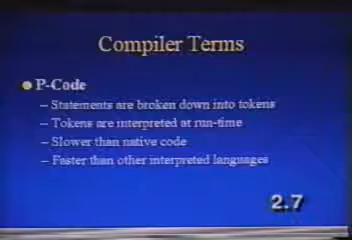 Compiler Terms
P-Code
– Statements are broken down into tokens
– Tokens are interpreted at run-time
– Slower than native code
– Faster than other interpreted languages
2.7